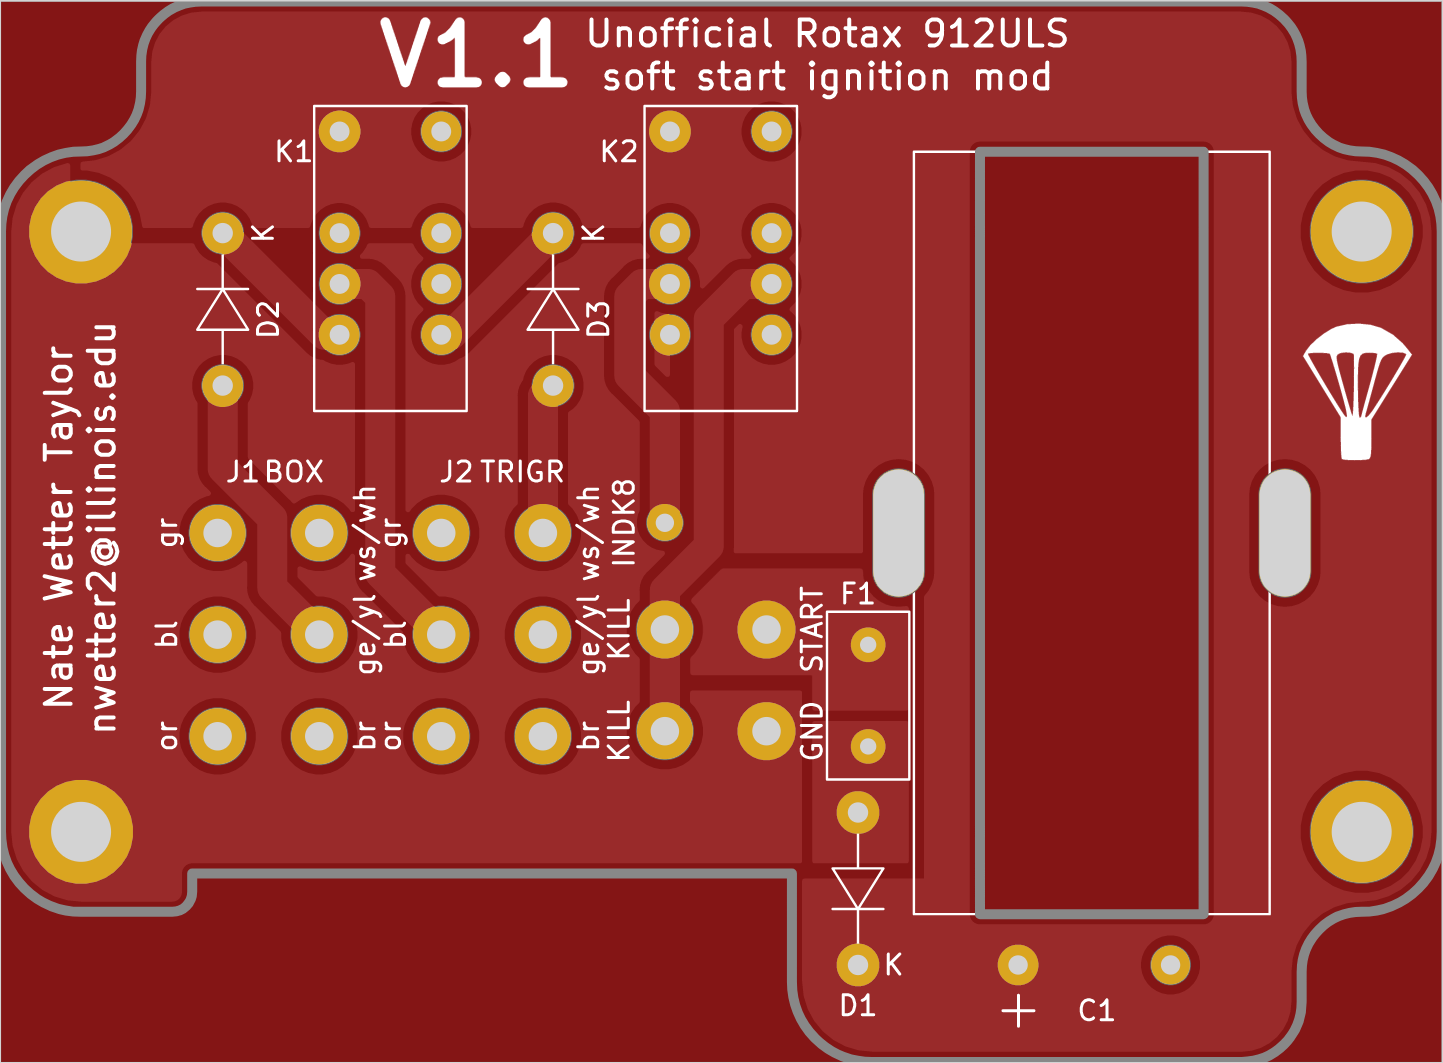 V1.1
Unofficial Rotax 912ULS
soft start ignition mod
K1
K2
K
K
D2
D3
Nate Wetter Taylor
nwetter2@illinois.edu
J1 BOX
J2 TRIGR
gr
ws/wh
gr
ws/wh
INDK8
bl
ge/yl
bl
ge/yl
KILL
START
F1
or
br
or
br
KILL
GND
K
D1
+
C1